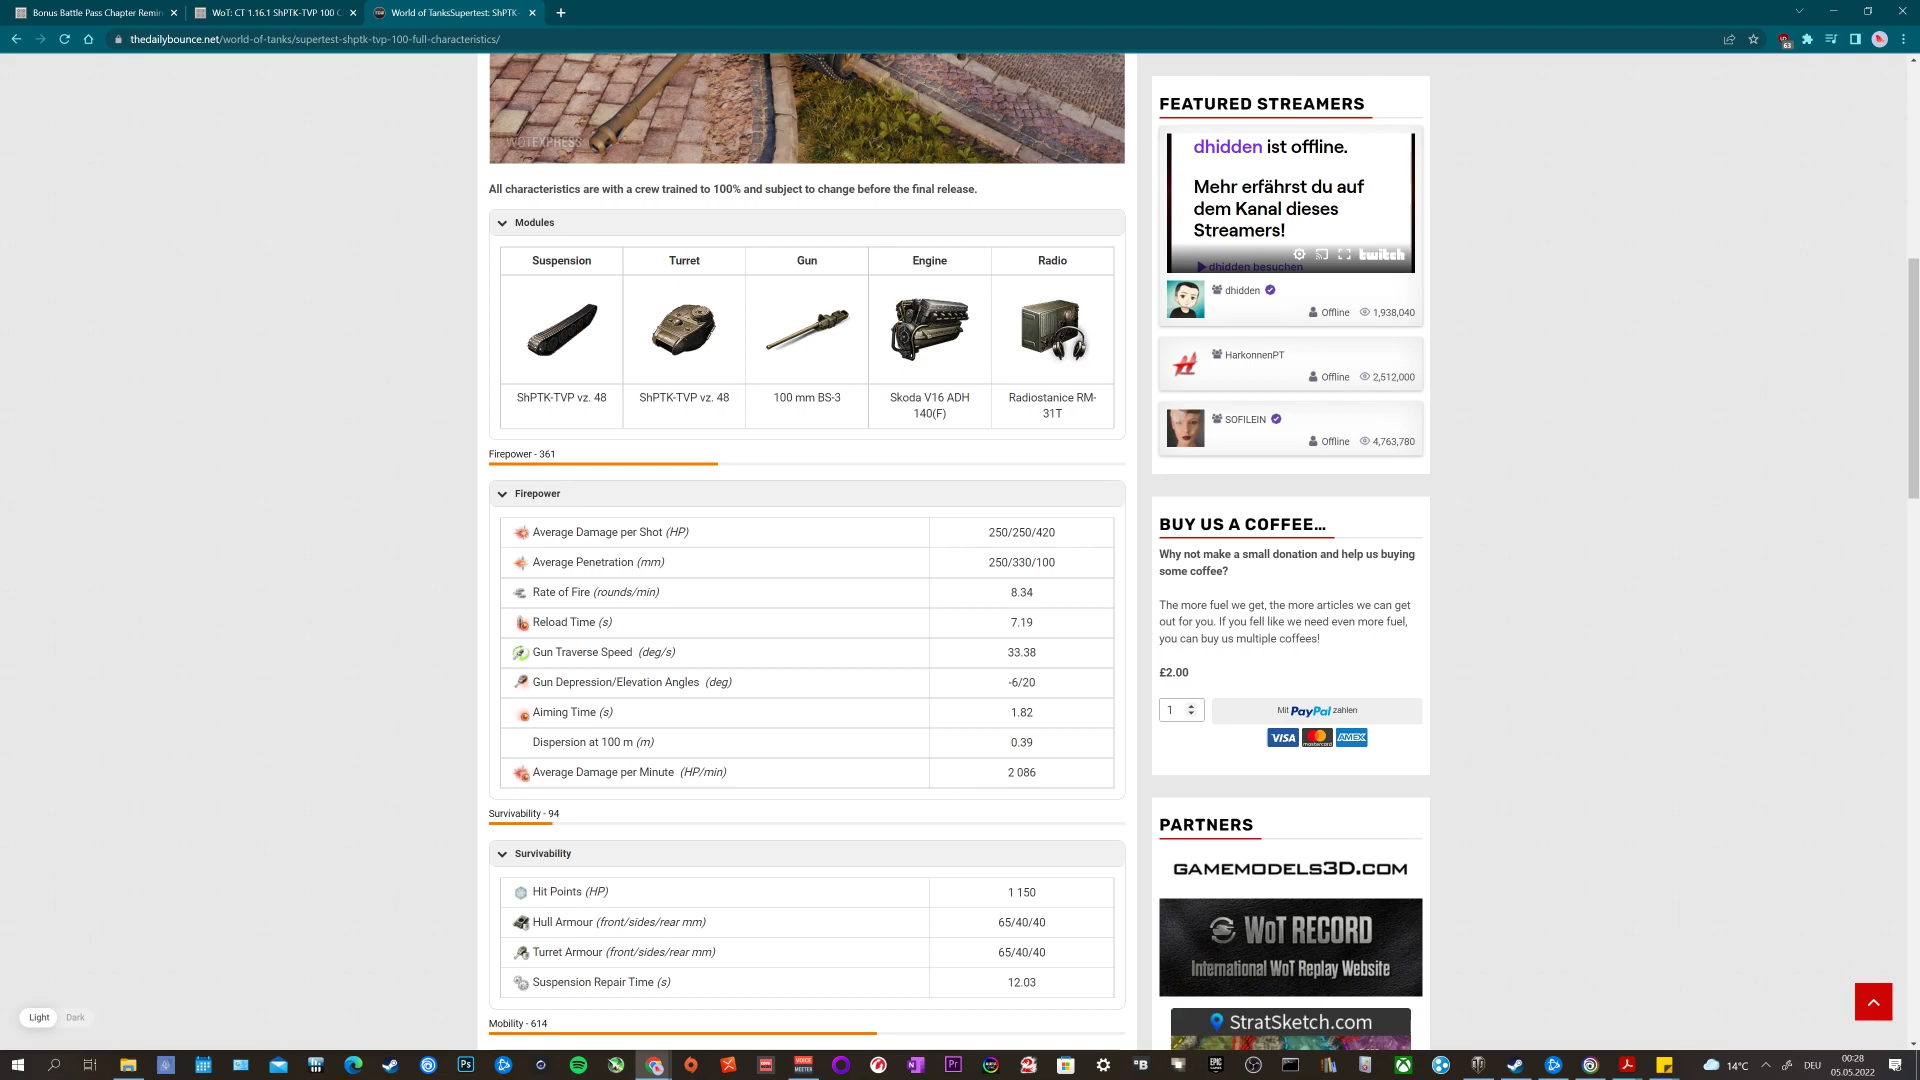 Bonus Battle Pass Chapter Remin
WoT: CT 1.16.1 ShPTK-TVP 100 C
World of TanksSupertest: ShPTK-
thedailybounce.net/world-of-tanks/supertest-shptk-tvp-100-full-characteristics/
63
WOTEXPRESS
All characteristics are with a crew trained to 100% and subject to change before the final release.
Modules
Suspension Turret Gun Engine Radio
ShPTK-TVP vz. 48 ShPTK-TVP vz. 48 100 mm BS-3 Skoda V16 ADH Radiostanice RM-
140(F) 31T
Firepower - 361
Firepower
Average Damage per Shot (HP) 250/250/420
Average Penetration (mm) 250/330/100
Rate of Fire (rounds/min) 8.34
Reload Time (s) 7.19
Gun Traverse Speed (deg/s) 33.38
Gun Depression/Elevation Angles (deg) -6/20
Aiming Time (s) 1.82
Dispersion at 100 m (m) 0.39
Average Damage per Minute (HP/min) 2 086
Survivability - 94
Survivability
Hit Points (HP) 1 150
Hull Armour (front/sides/rear mm) 65/40/40
Turret Armour (front/sides/rear mm) 65/40/40
Suspension Repair Time (s) 12.03
Mobility - 614
FEATURED STREAMERS
dhidden ist offline.
Mehr erfährst du auf
dem Kanal dieses
Streamers!
twitch
dhidden besuchen
dhidden
Offline 1,938,040
HarkonnenPT
Offline 2,512,000
SOFILEIN
Offline 4,763,780
BUY US A COFFEE...
Why not make a small donation and help us buying
some coffee?
The more fuel we get, the more articles we can get
out for you. If you fell like we need even more fuel,
you can buy us multiple coffees!
£2.00
1 Mit PayPal zahlen
VISA mastercard AMEX
PARTNERS
GAMEMODELS3D.COM
WoT RECORD
International WoT Replay Website
StratSketch.com
Light Dark
14°C DEU 00:28
05.05.2022